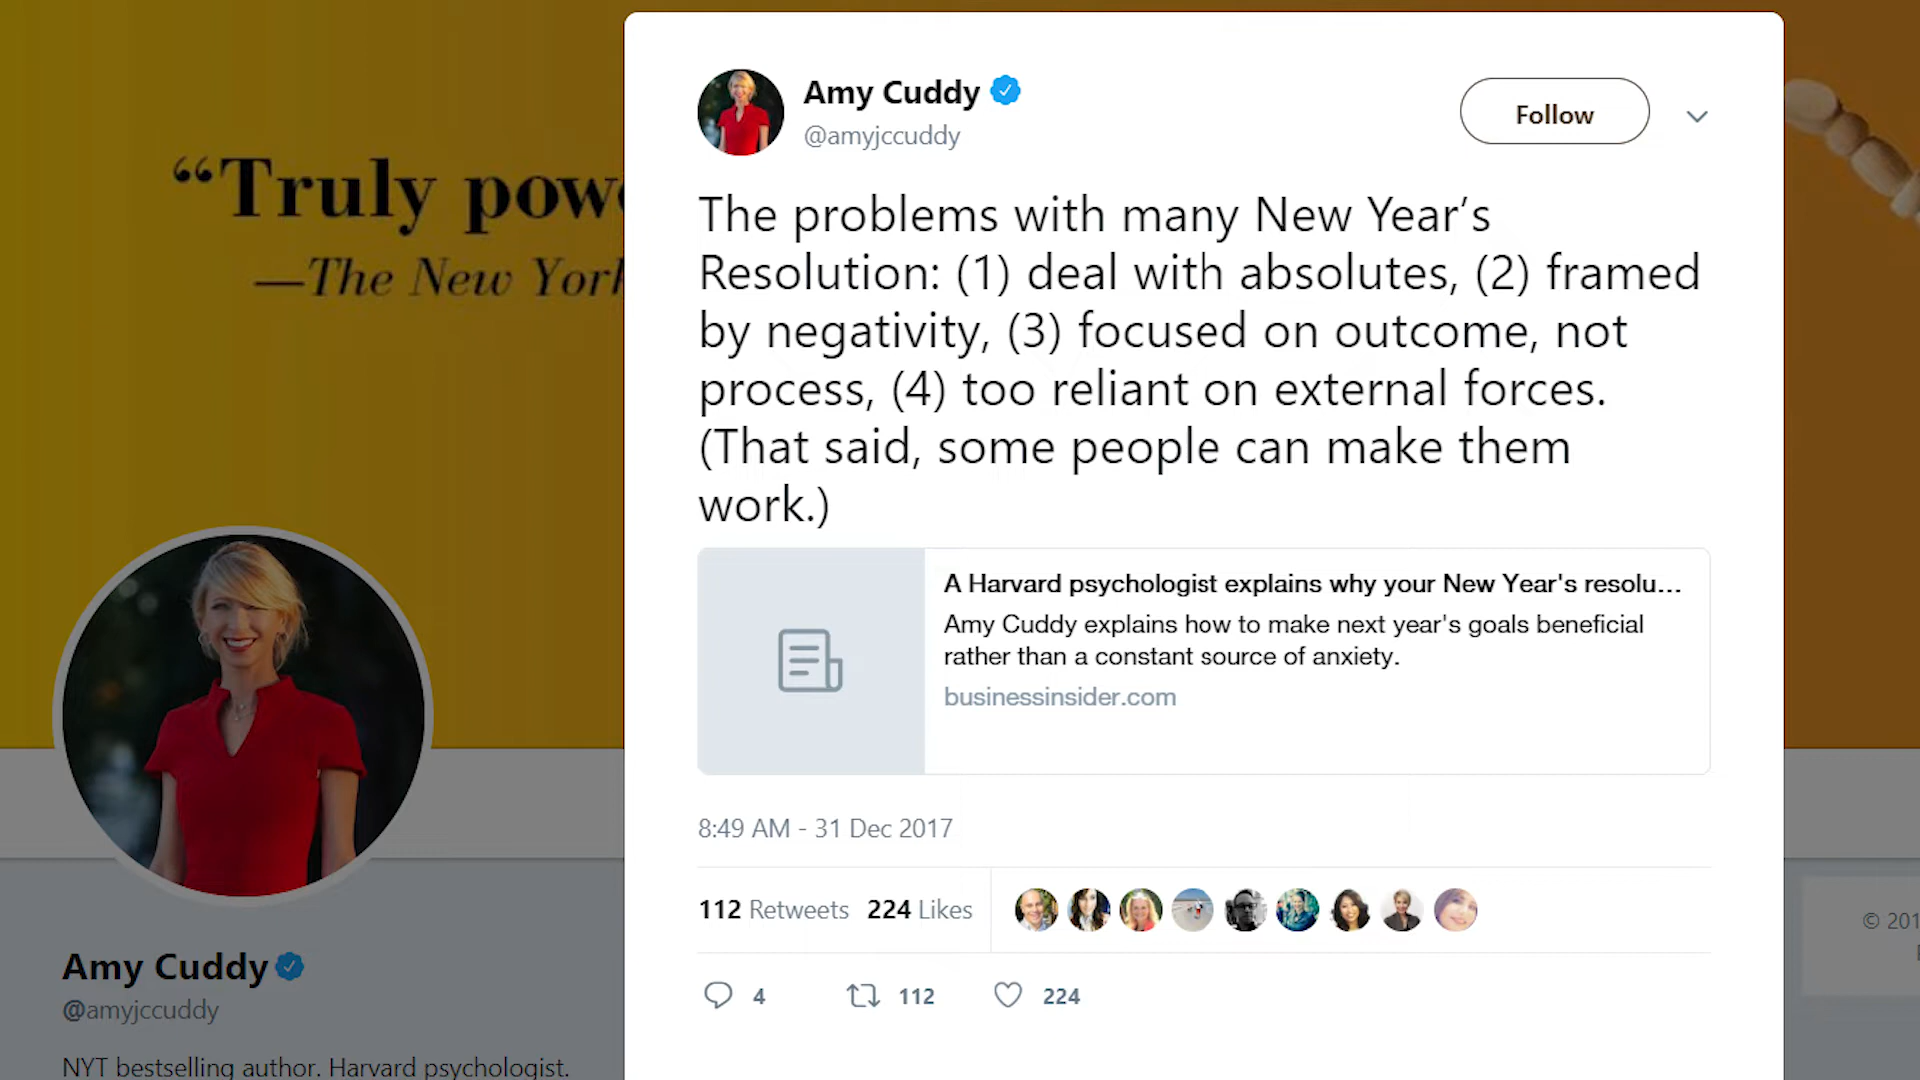 “Truly pow
—The New York
Amy Cuddy
@amyjccuddy
NYT bestselling author. Harvard psychologist.
Amy Cuddy
@amyjccuddy
Follow
The problems with many New Year’s
Resolution: (1) deal with absolutes, (2) framed
by negativity, (3) focused on outcome, not
process, (4) too reliant on external forces.
(That said, some people can make them
work.)
A Harvard psychologist explains why your New Year's resolu...
Amy Cuddy explains how to make next year's goals beneficial
rather than a constant source of anxiety.
businessinsider.com
8:49 AM - 31 Dec 2017
112 Retweets 224 Likes
4 112 224
© 201